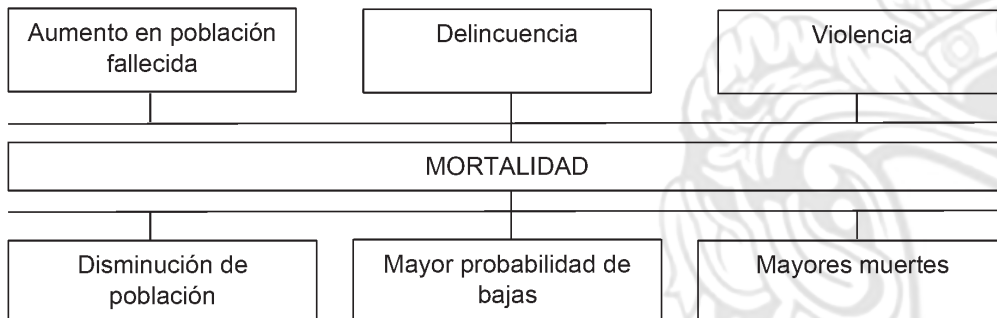 Aumento en población
fallecida
Delincuencia
Violencia
MORTALIDAD
Disminución de
población
Mayor probabilidad de
bajas
Mayores muertes